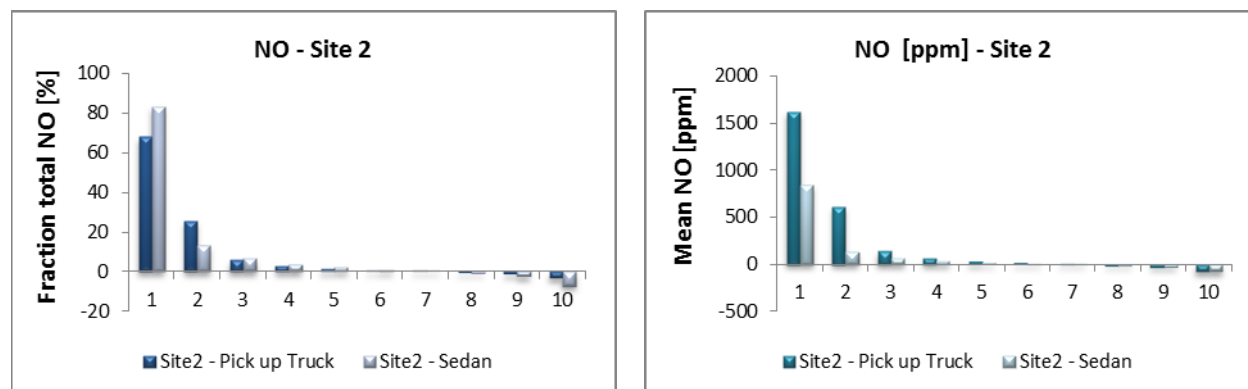 NO - Site 2
Fraction total NO [%]
100
80
60
40
20
0
-20
1 2 3 4 5 6 7 8 9 10
Site2 - Pick up Truck Site2 - Sedan
NO [ppm] - Site 2
Mean NO [ppm]
2000
1500
1000
500
0
-500
1 2 3 4 5 6 7 8 9 10
Site2 - Pick up Truck Site2 - Sedan